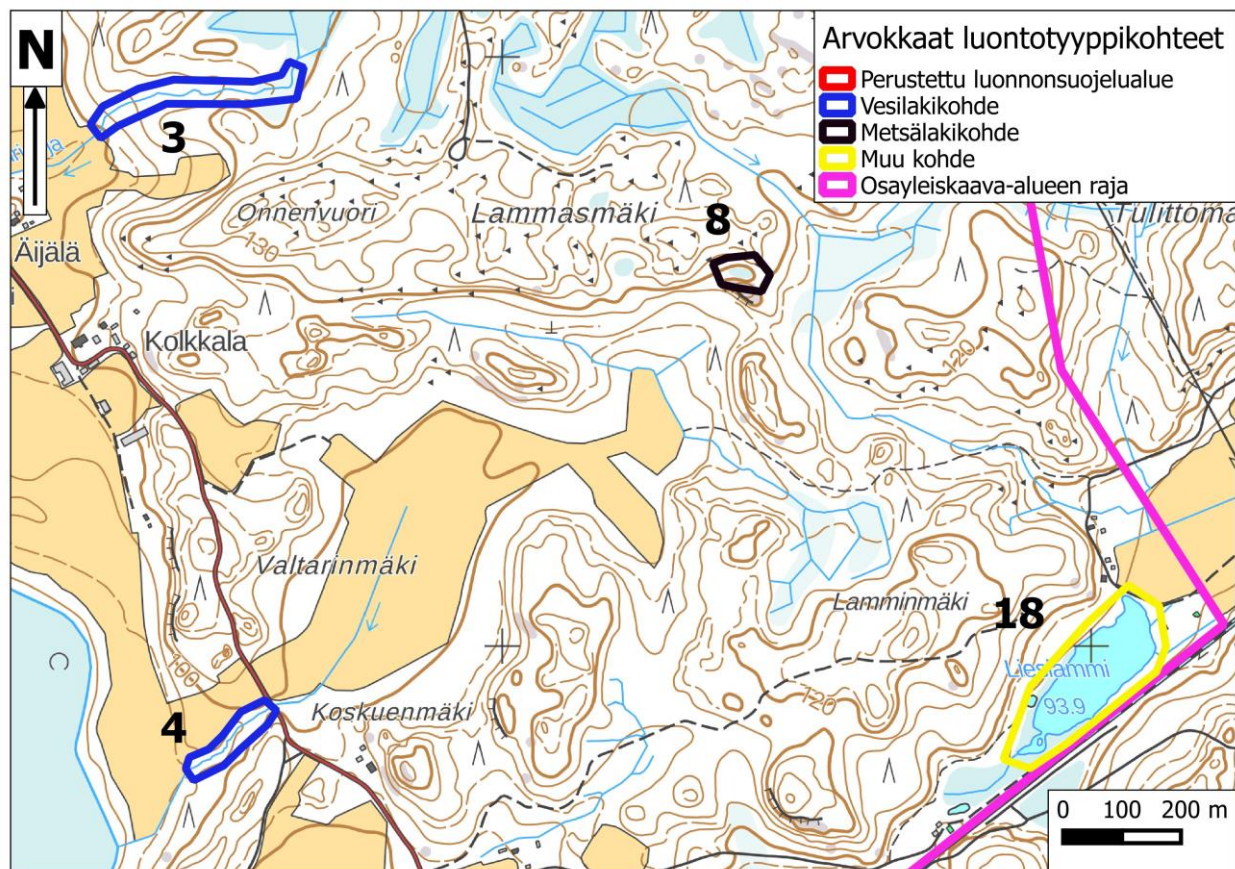 N
Arvokkaat luontotyyppikohteet
Perustettu luonnonsuojelualue
Vesilakikohde
Metsälakikohde
Muu kohde
Osayleiskaava-alueen raja
3
Onnenvuori
Lammasmäki
8
130
Äijälä
Kolkkala
120
Valtarinmäki
Lamminmäki
18
100
Lieslammi
93.9
120
4
Koskuenmäki
0 100 200 m